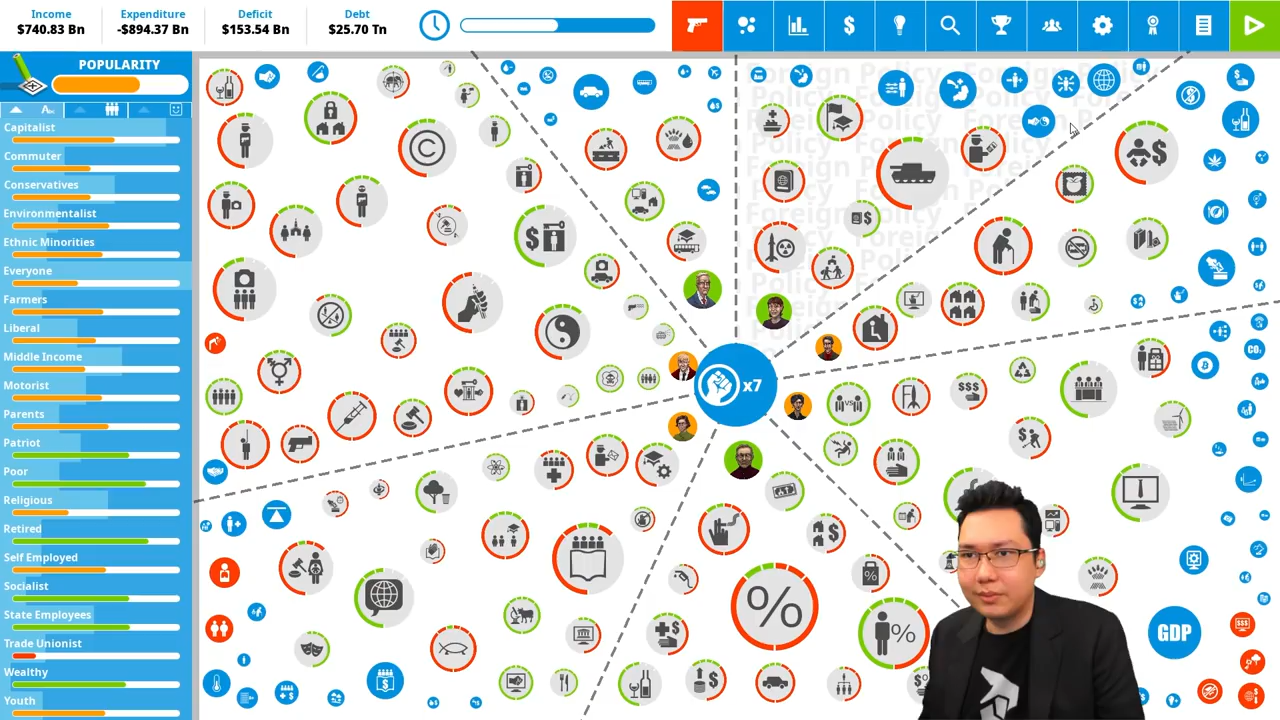 Income
Expenditure
Deficit
Debt
$740.83 Bn
-$894.37 Bn
$153.54 Bn
$25.70 Tn
POPULARITY
Capitalist
Commuter
Conservatives
Environmentalist
Ethnic Minorities
Everyone
Farmers
Liberal
Middle Income
Motorist
Parents
Patriot
Poor
Religious
Retired
Self Employed
Socialist
State Employees
Trade Unionist
Wealthy
Youth
Foreign Policy
x7
GDP